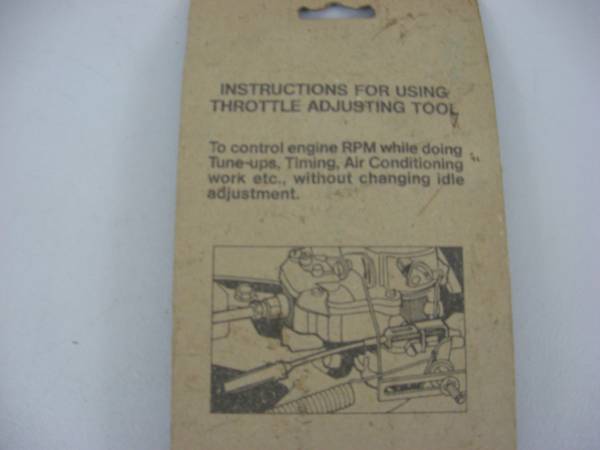 INSTRUCTIONS FOR USING
THROTTLE ADJUSTING TOOL
To control engine RPM while doing
Tune-ups, Timing, Air Conditioning
work etc., without changing idle
adjustment.